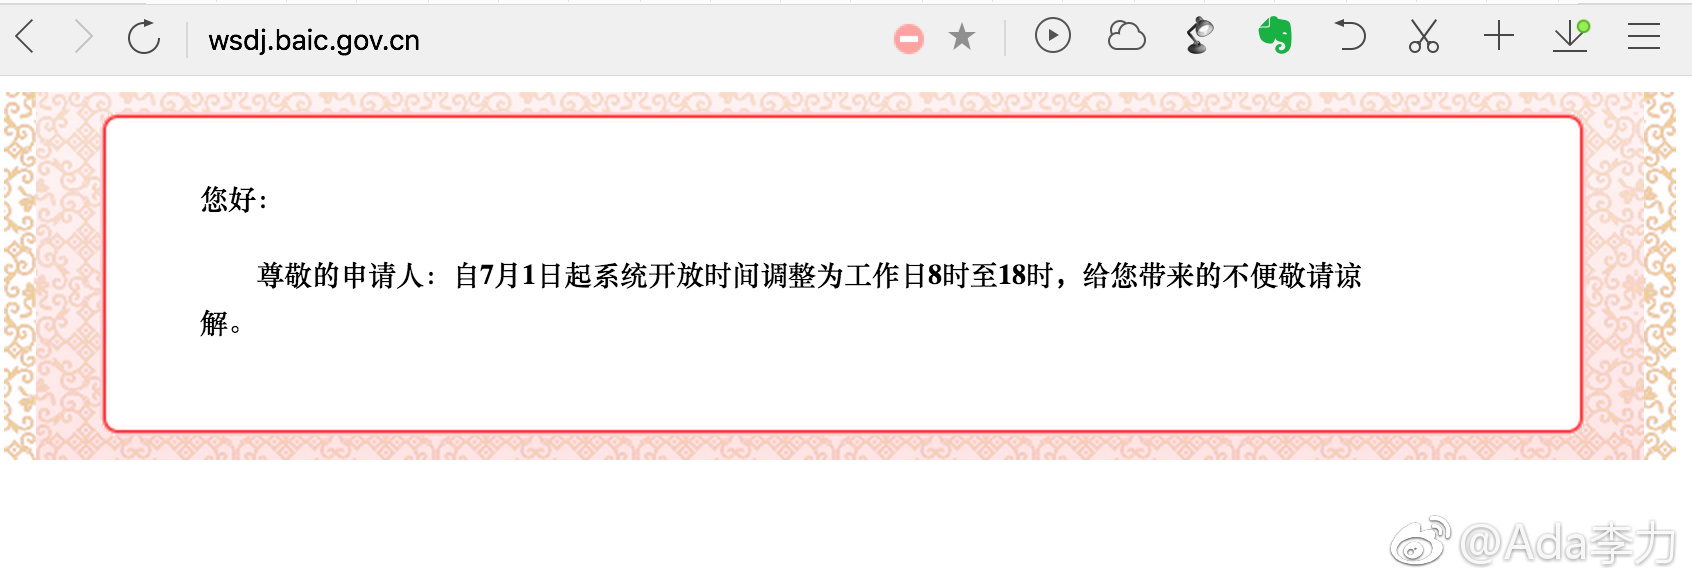 wsdj.baic.gov.cn
您好：
尊敬的申请人：自7月1日起系统开放时间调整为工作日8时至18时，给您带来的不便敬请谅
解。
@Ada李力